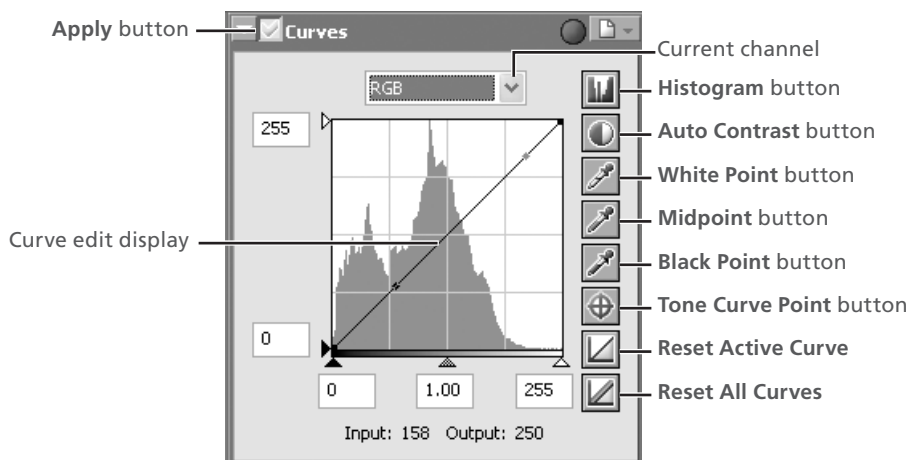 Apply button
Curves
Current channel
RGB
Histogram button
255
Auto Contrast button
White Point button
Midpoint button
Curve edit display
Black Point button
Tone Curve Point button
0
Reset Active Curve
0 1.00 255
Reset All Curves
Input: 158 Output: 250